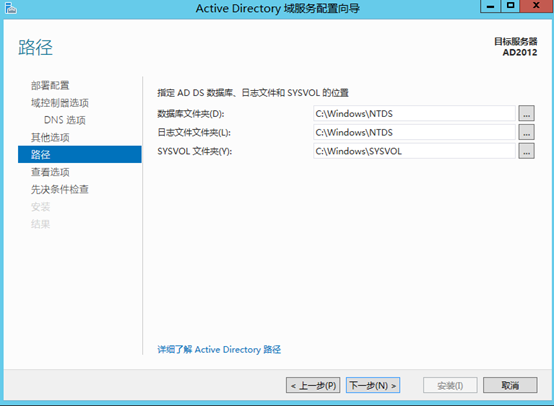 Active Directory 域服务配置向导
路径
目标服务器
AD2012
部署配置
域控制器选项
DNS 选项
其他选项
路径
查看选项
先决条件检查
安装
结果
指定 AD DS 数据库、日志文件和 SYSVOL 的位置
数据库文件夹(D): C:\Windows\NTDS ...
日志文件文件夹(L): C:\Windows\NTDS ...
SYSVOL 文件夹(Y): C:\Windows\SYSVOL ...
详细了解 Active Directory 路径
< 上一步(P) 下一步(N) > 安装(I) 取消